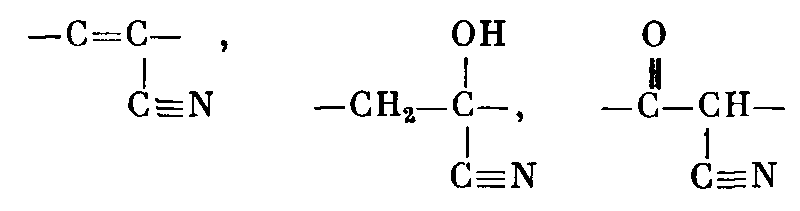 OH O
—C=C— , —CH₂—C—, —C—CH—
C≡N C≡N C≡N